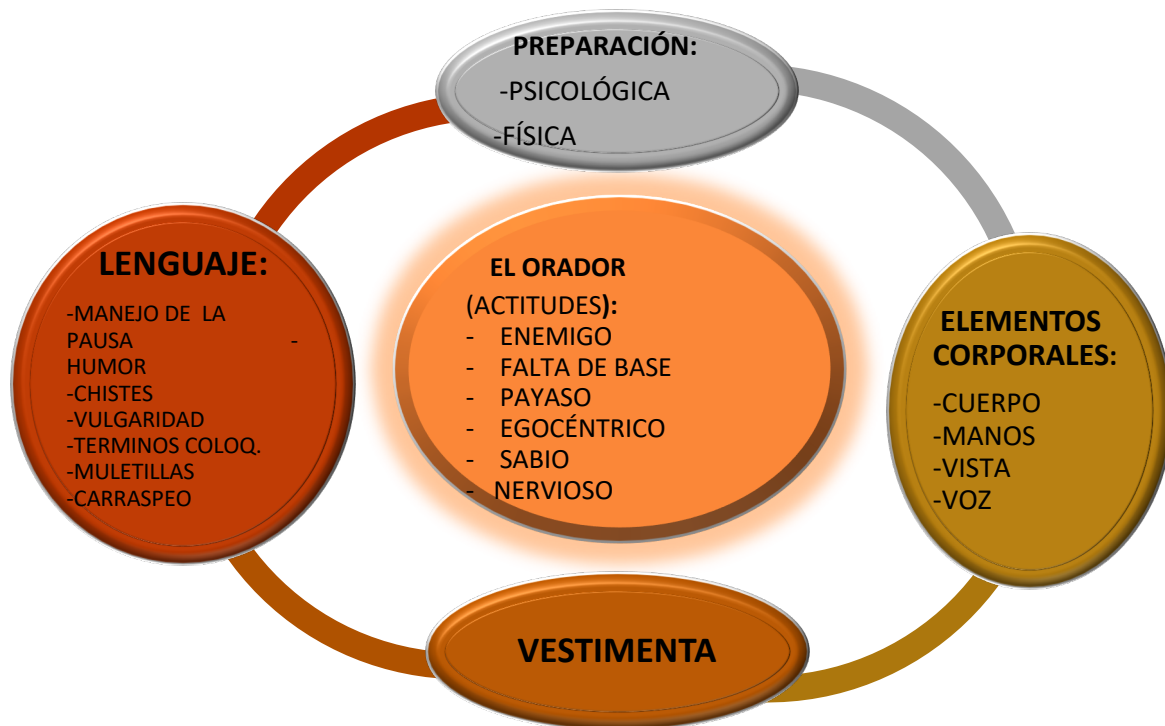 PREPARACIÓN:
-PSICOLÓGICA
-FÍSICA
LENGUAJE:
-MANEJO DE LA
PAUSA -
HUMOR
-CHISTES
-VULGARIDAD
-TERMINOS COLOQ.
-MULETILLAS
-CARRASPEO
EL ORADOR
(ACTITUDES):
- ENEMIGO
- FALTA DE BASE
- PAYASO
- EGOCÉNTRICO
- SABIO
- NERVIOSO
ELEMENTOS
CORPORALES:
-CUERPO
-MANOS
-VISTA
-VOZ
VESTIMENTA